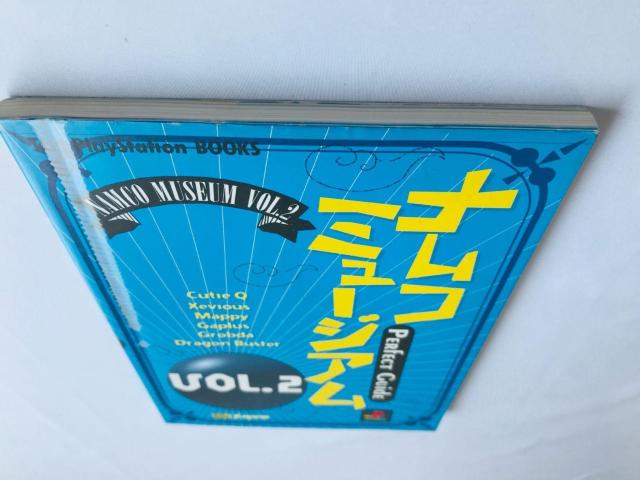 PlayStation BOOKS
NAMCO MUSEUM VOL.2
ナムコ
ミュージアム
Perfect Guide
Cutie Q
Xevious
Mappy
Gaplus
Grobda
Dragon Buster
VOL.2